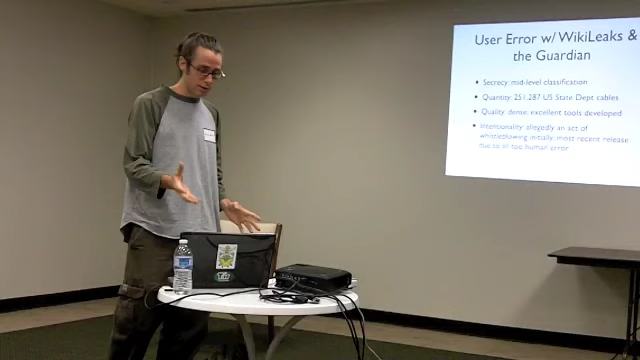 User Error w/ WikiLeaks &
the Guardian
• Secrecy: mid-level classification
• Quantity: 251,287 US State Dept cables
• Quality: dense, excellent tools developed
• Intentionality: allegedly an act of
whistleblowing initially; most recent release
due to all too human error